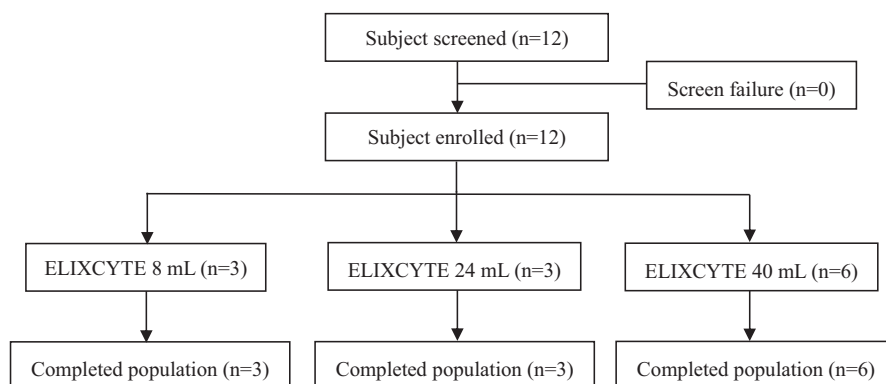 Subject screened (n=12)
Screen failure (n=0)
Subject enrolled (n=12)
ELIXCYTE 8 mL (n=3)
ELIXCYTE 24 mL (n=3)
ELIXCYTE 40 mL (n=6)
Completed population (n=3)
Completed population (n=3)
Completed population (n=6)